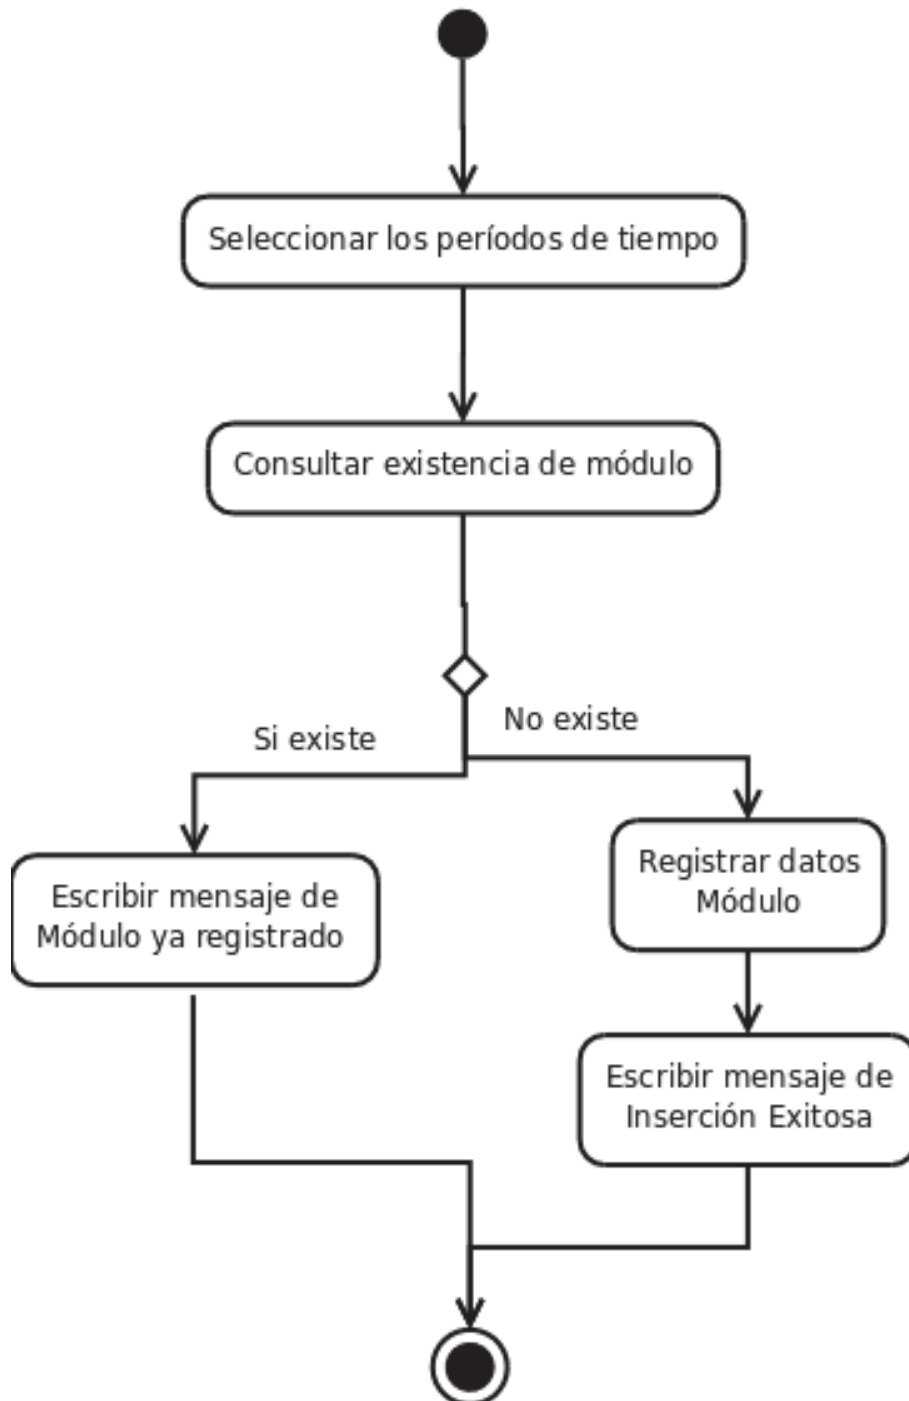 Seleccionar los períodos de tiempo
Consultar existencia de módulo
Si existe
No existe
Escribir mensaje de
Módulo ya registrado
Registrar datos
Módulo
Escribir mensaje de
Inserción Exitosa